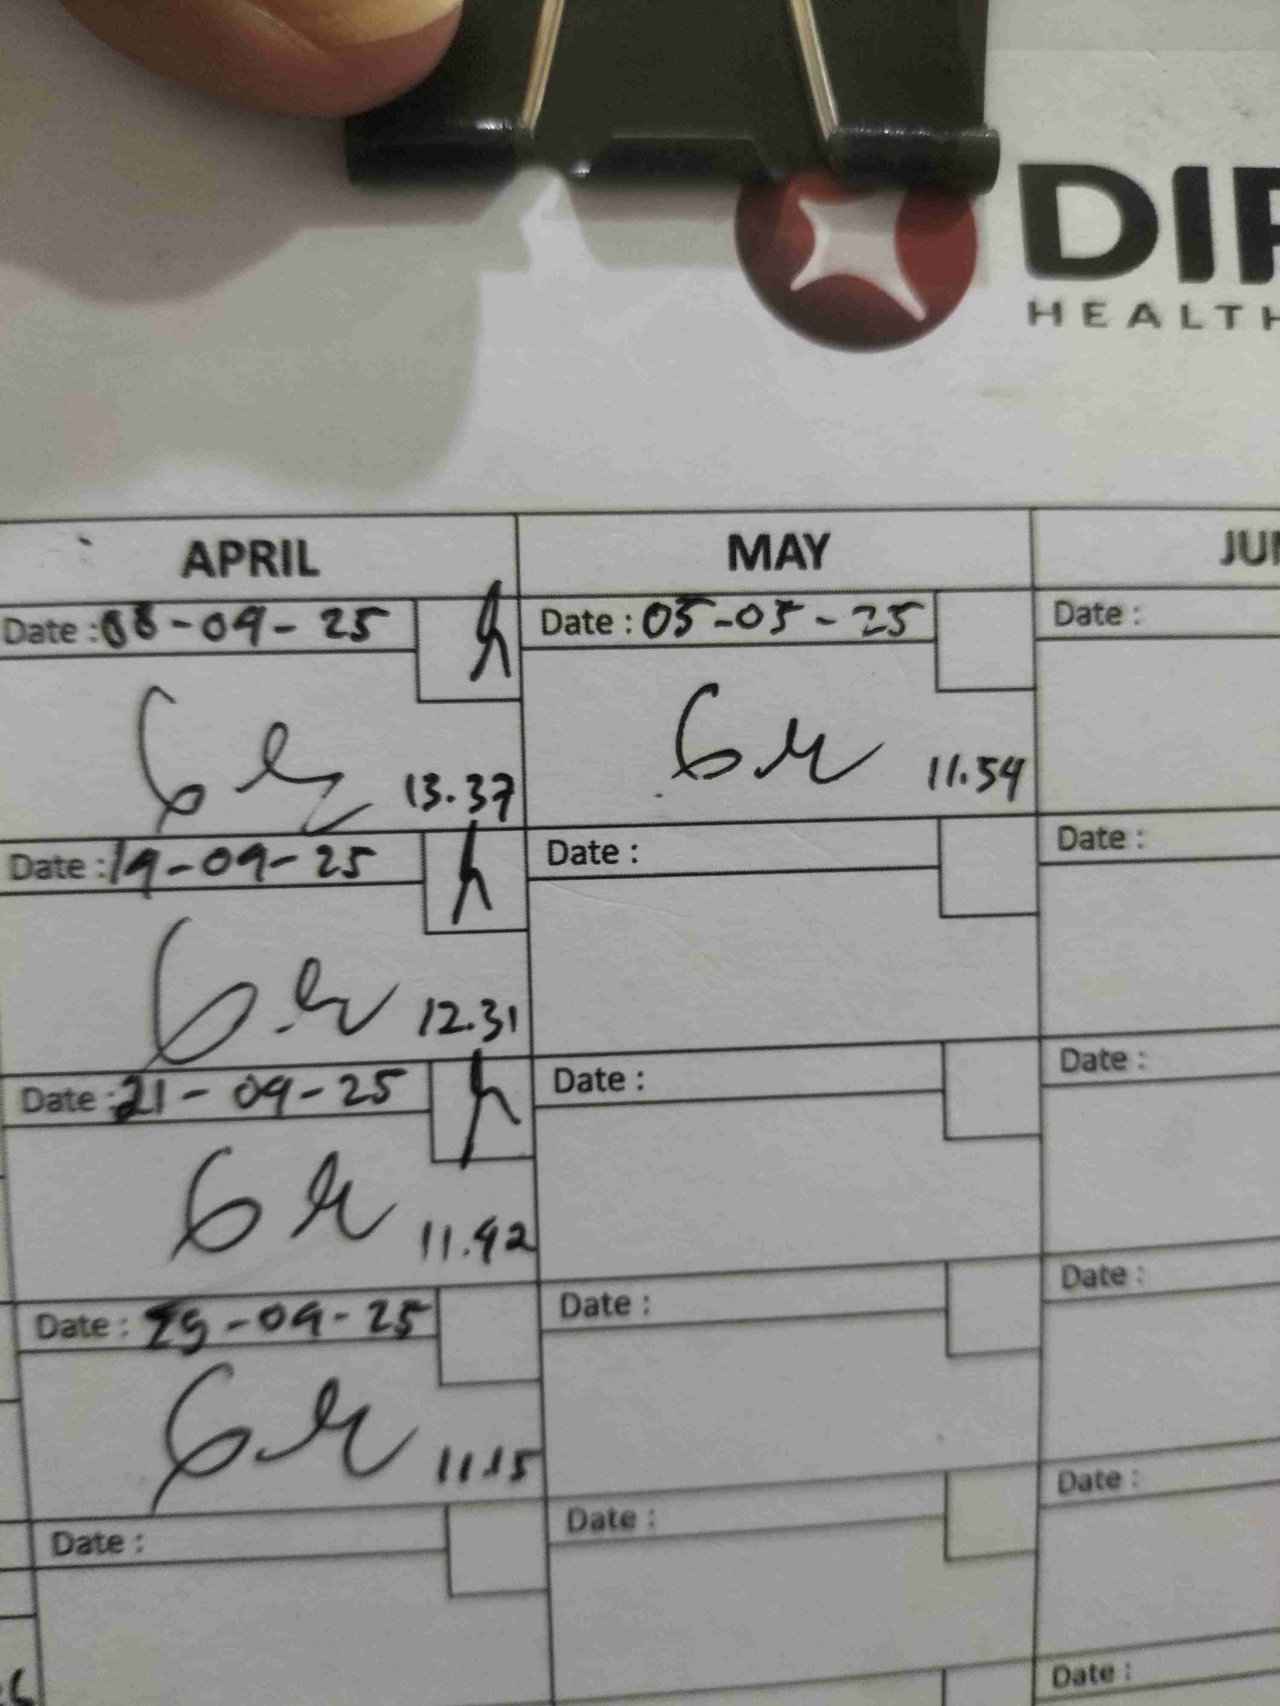 DI
HEALTH
APRIL
MAY
JU
Date : 08-04-25
Date : 05-05-25
Date :
13.37
11.54
Date : 14-04-25
Date :
Date :
12.31
Date : 21-04-25
Date :
Date :
11.42
Date : 25-04-25
Date :
Date :
11.15
Date :
Date :
Date :
Date :